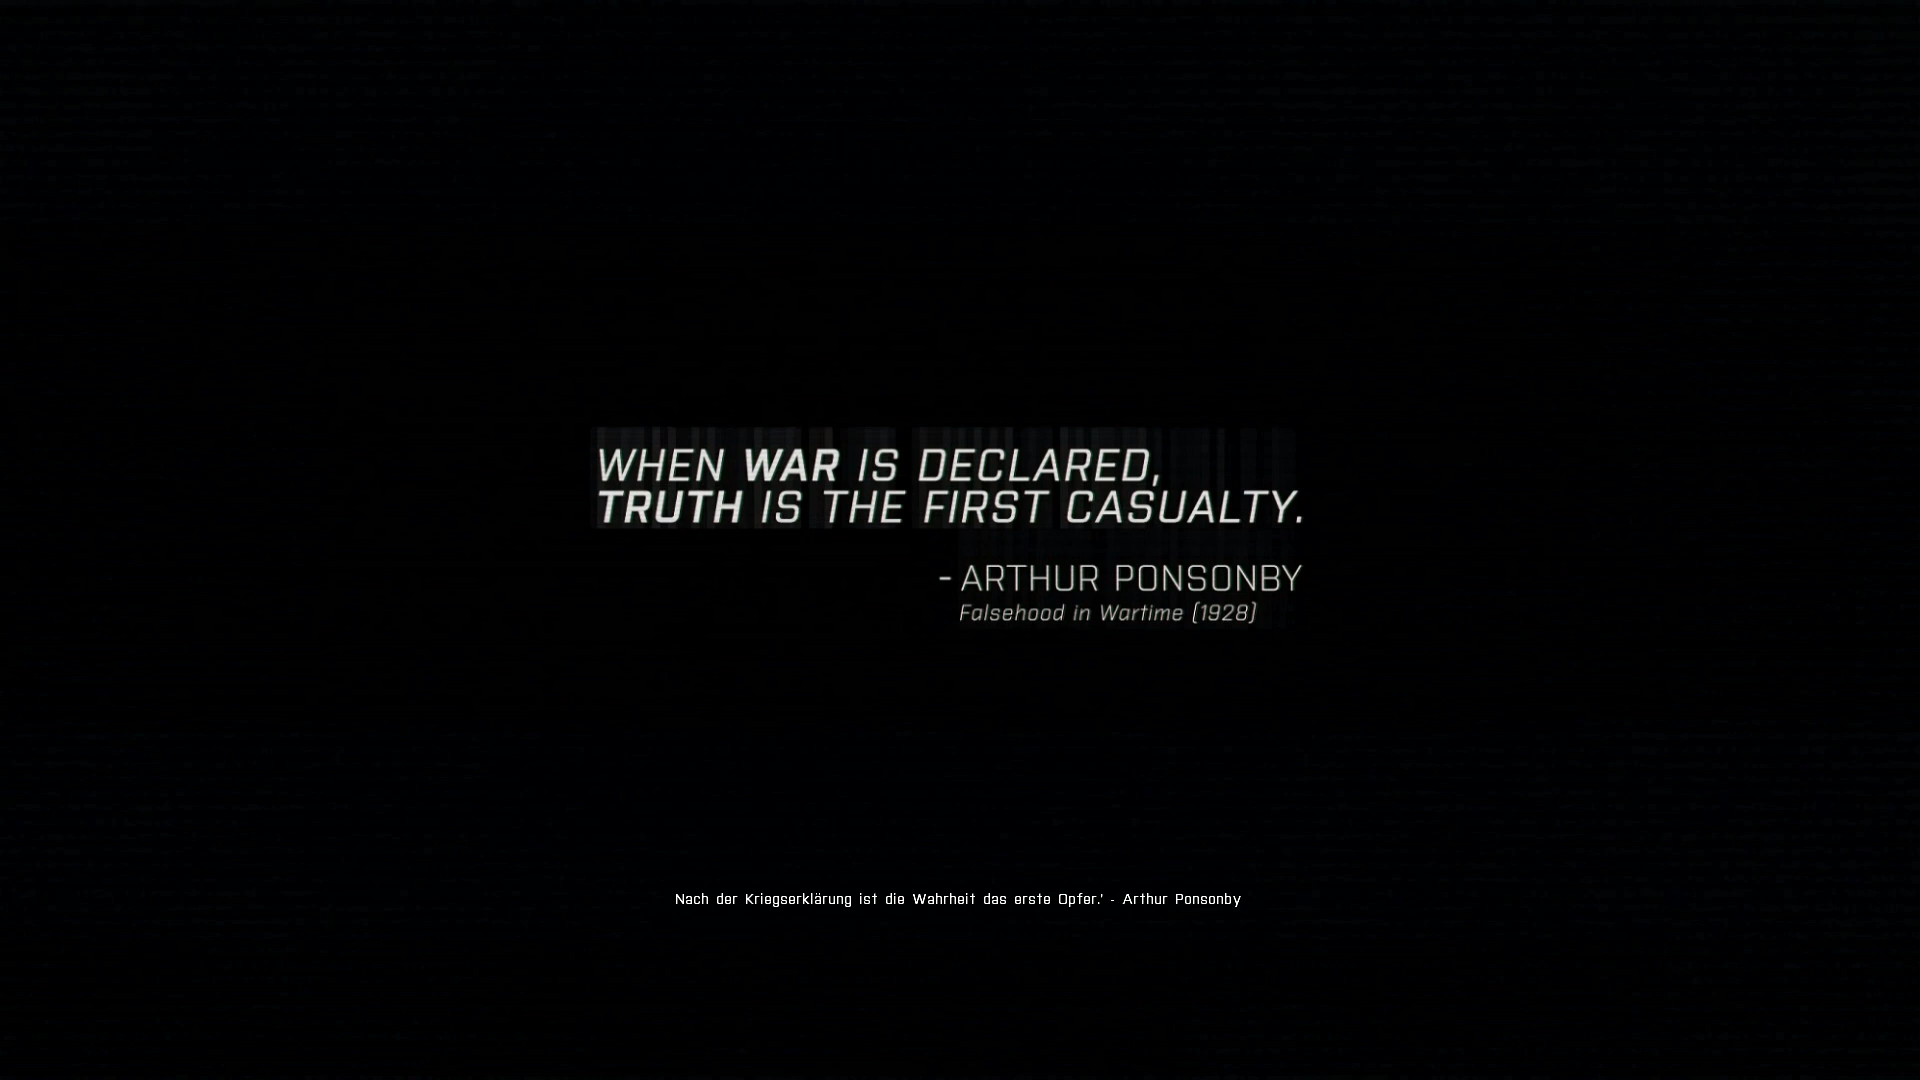 WHEN WAR IS DECLARED,
TRUTH IS THE FIRST CASUALTY.
- ARTHUR PONSONBY
Falsehood in Wartime (1928)
Nach der Kriegserklärung ist die Wahrheit das erste Opfer.' - Arthur Ponsonby